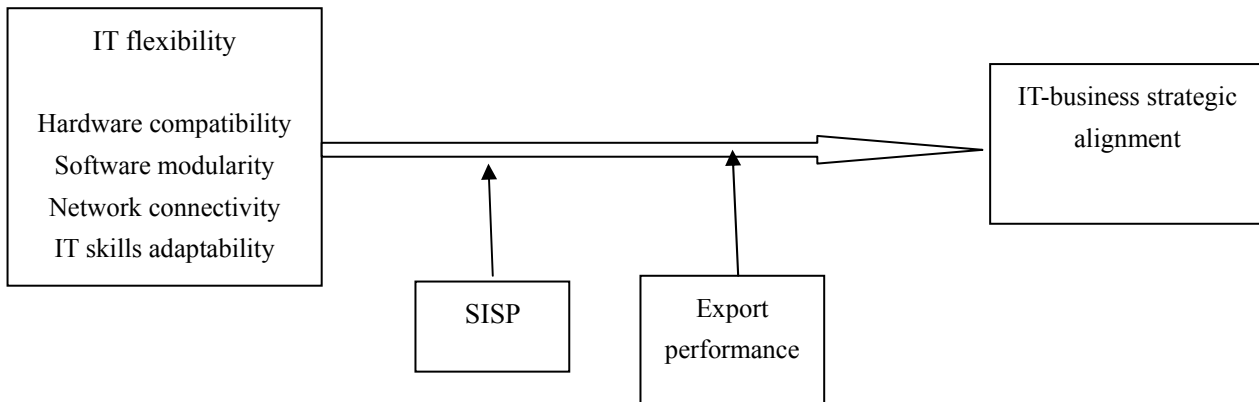 IT flexibility
Hardware compatibility
Software modularity
Network connectivity
IT skills adaptability
SISP
Export
performance
IT-business strategic
alignment